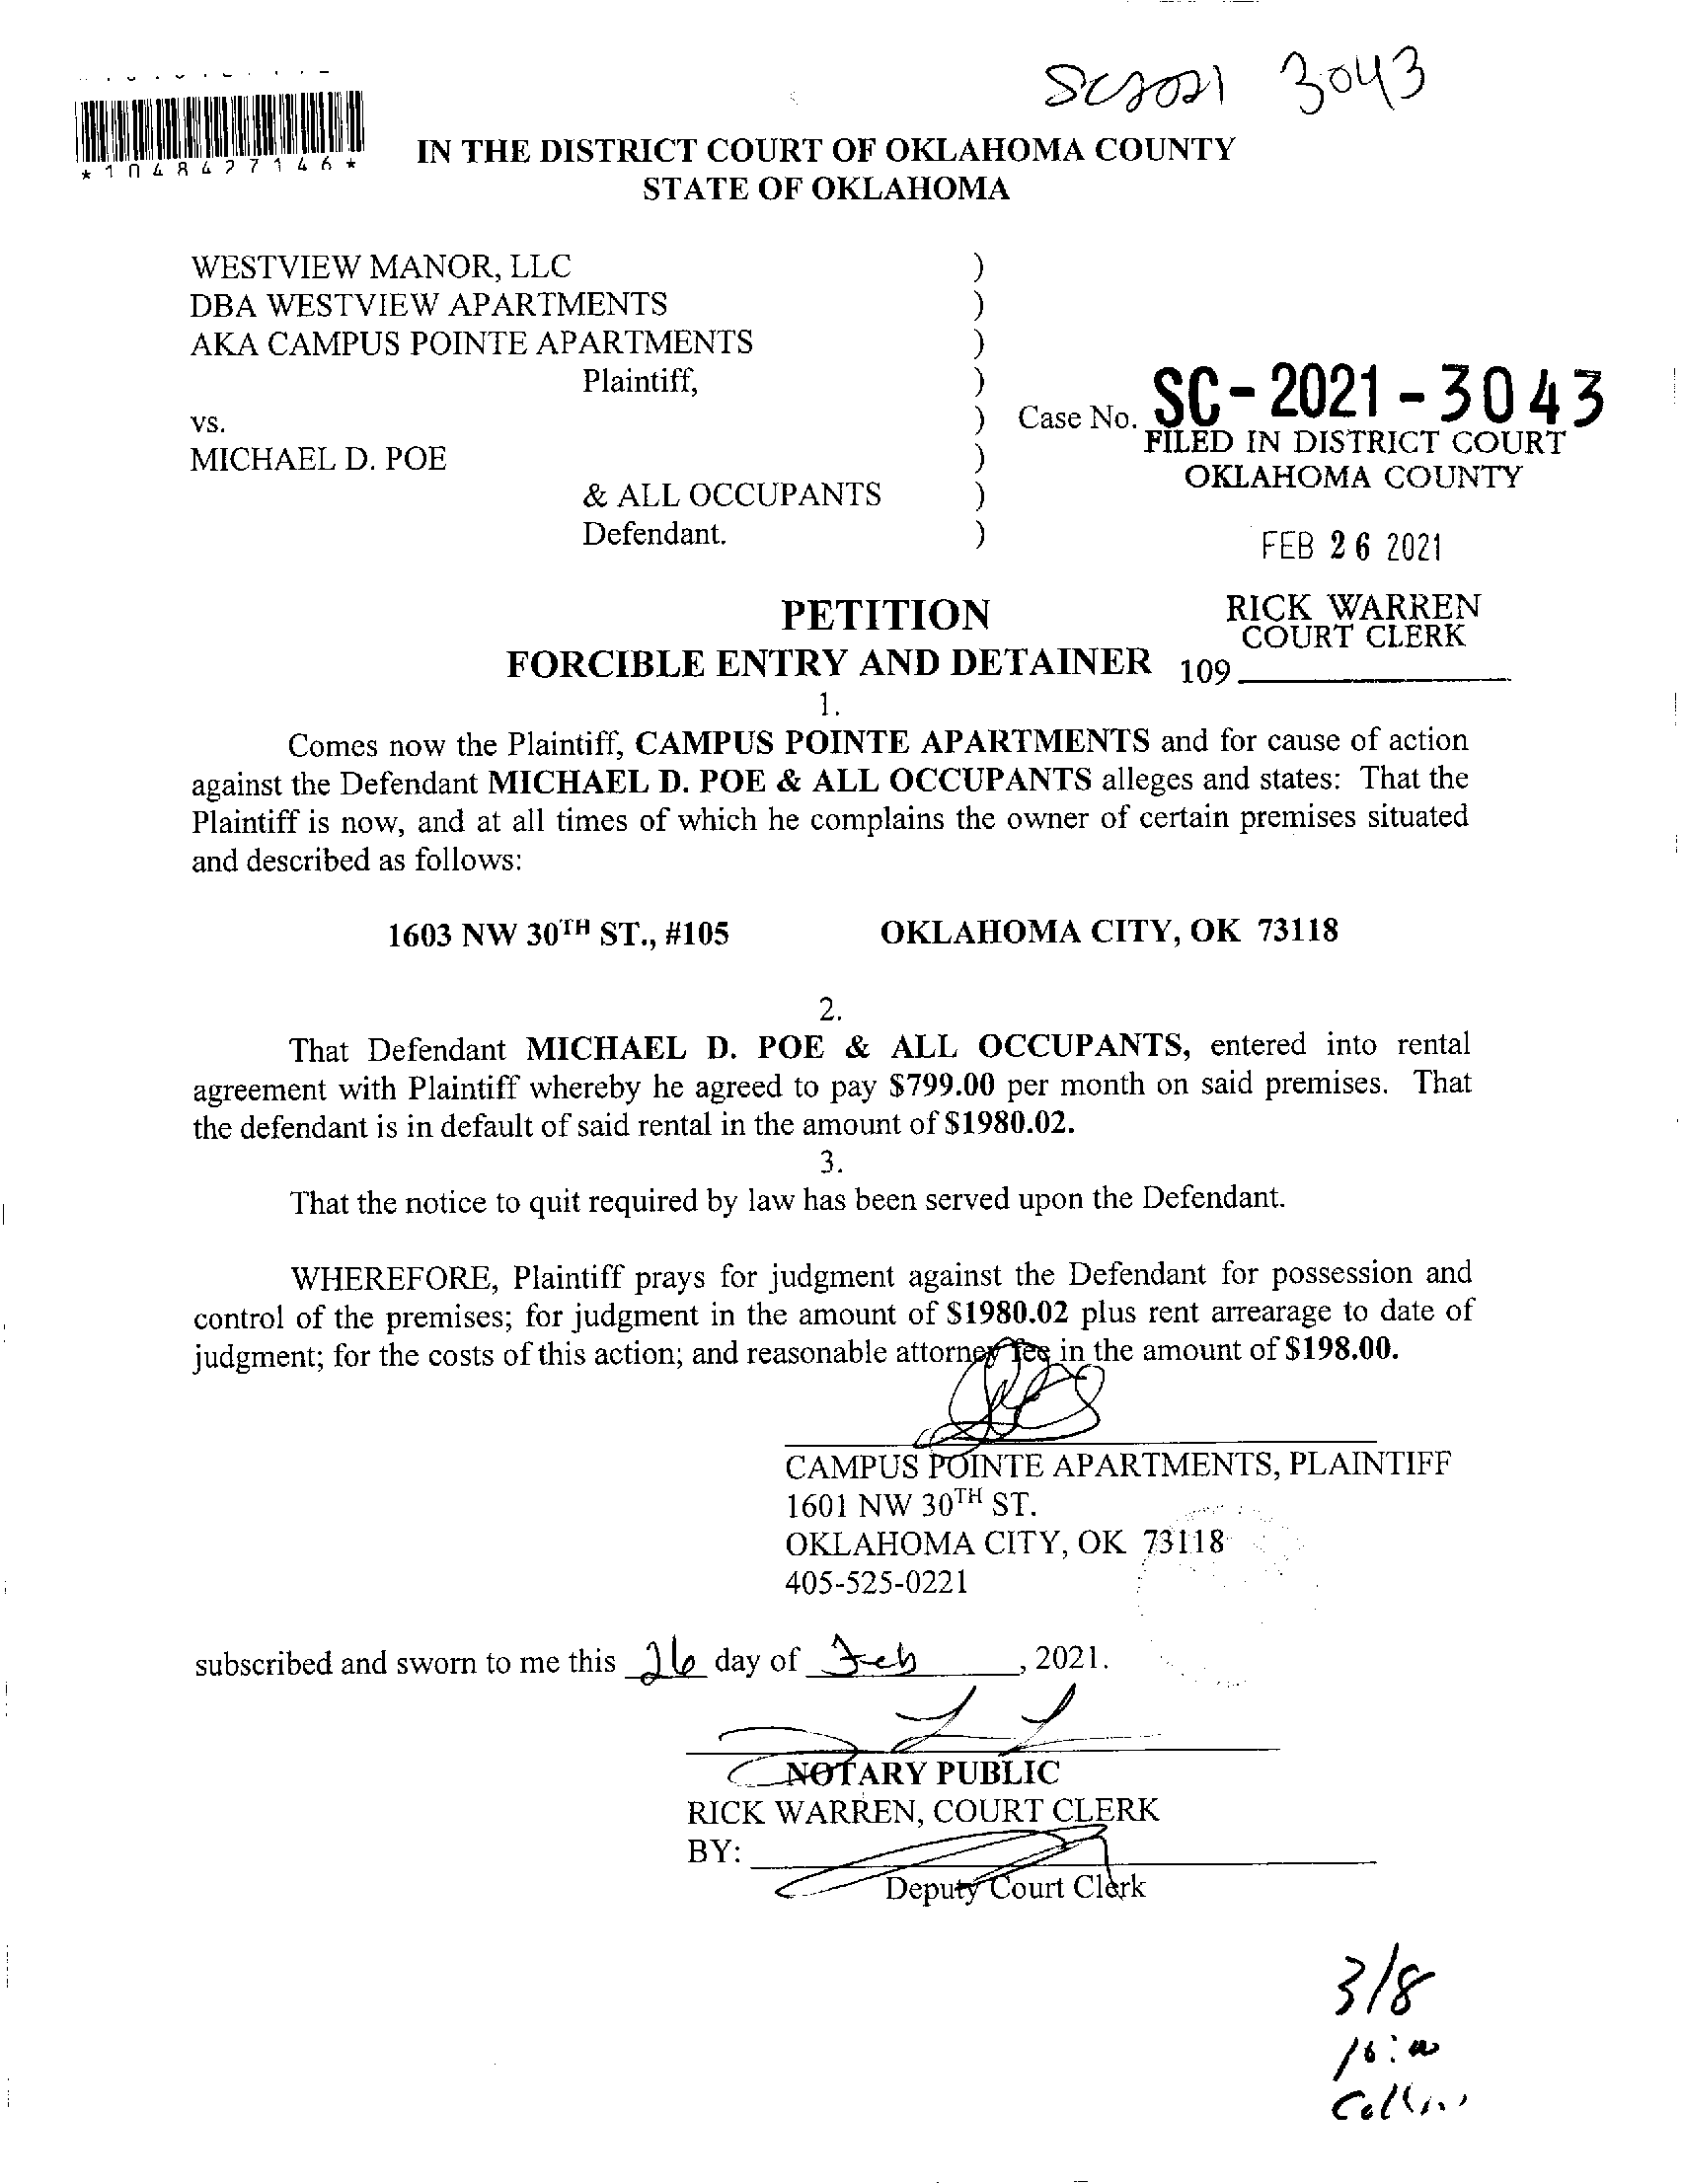 SC2021 3043
*1048427146*
IN THE DISTRICT COURT OF OKLAHOMA COUNTY
STATE OF OKLAHOMA
WESTVIEW MANOR, LLC )
DBA WESTVIEW APARTMENTS )
AKA CAMPUS POINTE APARTMENTS )
Plaintiff, )
vs. ) Case No. SC-2021-3043
FILED IN DISTRICT COURT
MICHAEL D. POE )
OKLAHOMA COUNTY
& ALL OCCUPANTS )
Defendant. )
FEB 26 2021
PETITION
RICK WARREN
COURT CLERK
FORCIBLE ENTRY AND DETAINER
109
1.
Comes now the Plaintiff, CAMPUS POINTE APARTMENTS and for cause of action
against the Defendant MICHAEL D. POE & ALL OCCUPANTS alleges and states: That the
Plaintiff is now, and at all times of which he complains the owner of certain premises situated
and described as follows:
1603 NW 30TH ST., #105 OKLAHOMA CITY, OK 73118
2.
That Defendant MICHAEL D. POE & ALL OCCUPANTS, entered into rental
agreement with Plaintiff whereby he agreed to pay $799.00 per month on said premises. That
the defendant is in default of said rental in the amount of $1980.02.
3.
That the notice to quit required by law has been served upon the Defendant.
WHEREFORE, Plaintiff prays for judgment against the Defendant for possession and
control of the premises; for judgment in the amount of $1980.02 plus rent arrearage to date of
judgment; for the costs of this action; and reasonable attorney fee in the amount of $198.00.
CAMPUS POINTE APARTMENTS, PLAINTIFF
1601 NW 30TH ST.
OKLAHOMA CITY, OK 73118
405-525-0221
subscribed and sworn to me this 26 day of Feb, 2021.
NOTARY PUBLIC
RICK WARREN, COURT CLERK
BY:
Deputy Court Clerk
3/8